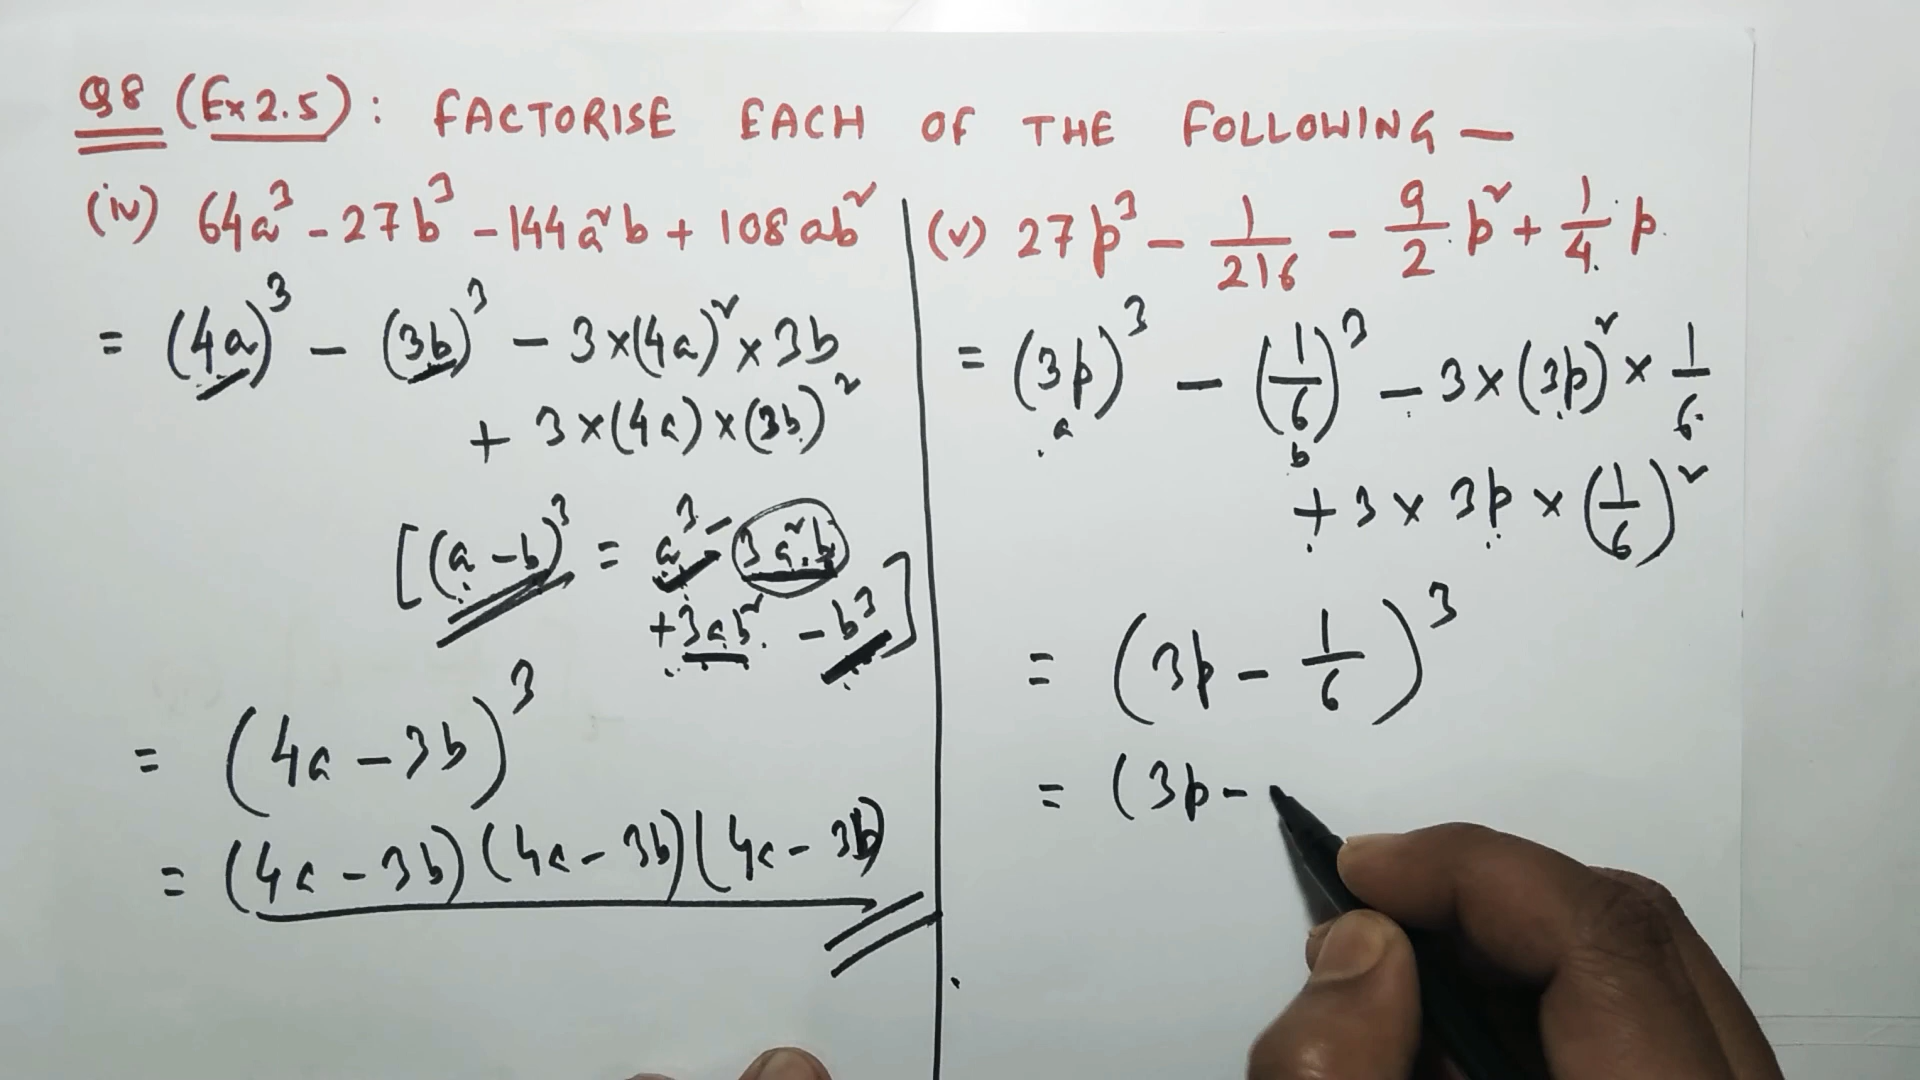 Q8 (Ex 2.5) : FACTORISE EACH OF THE FOLLOWING —
(iv) 64a³ - 27b³ - 144a²b + 108ab²
= (4a)³ - (3b)³ - 3×(4a)²×3b
+ 3×(4a)×(3b)²
[(a-b)³ = a³ - 3a²b
+3ab² - b³]
= (4a-3b)³
= (4a-3b)(4a-3b)(4a-3b)
(v) 27p³ - 1/216 - 9/2 p² + 1/4 p
= (3p)³ - (1/6)³ - 3×(3p)²×1/6
a b
+ 3 × 3p × (1/6)²
= (3p - 1/6)³
= (3p -